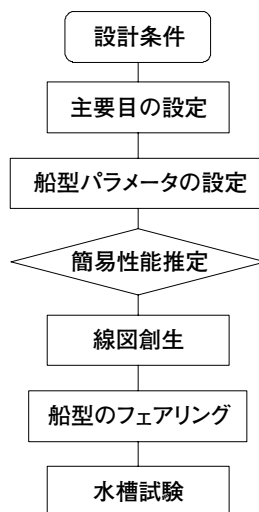 設計条件
主要目の設定
船型パラメータの設定
簡易性能推定
線図創生
船型のフェアリング
水槽試験